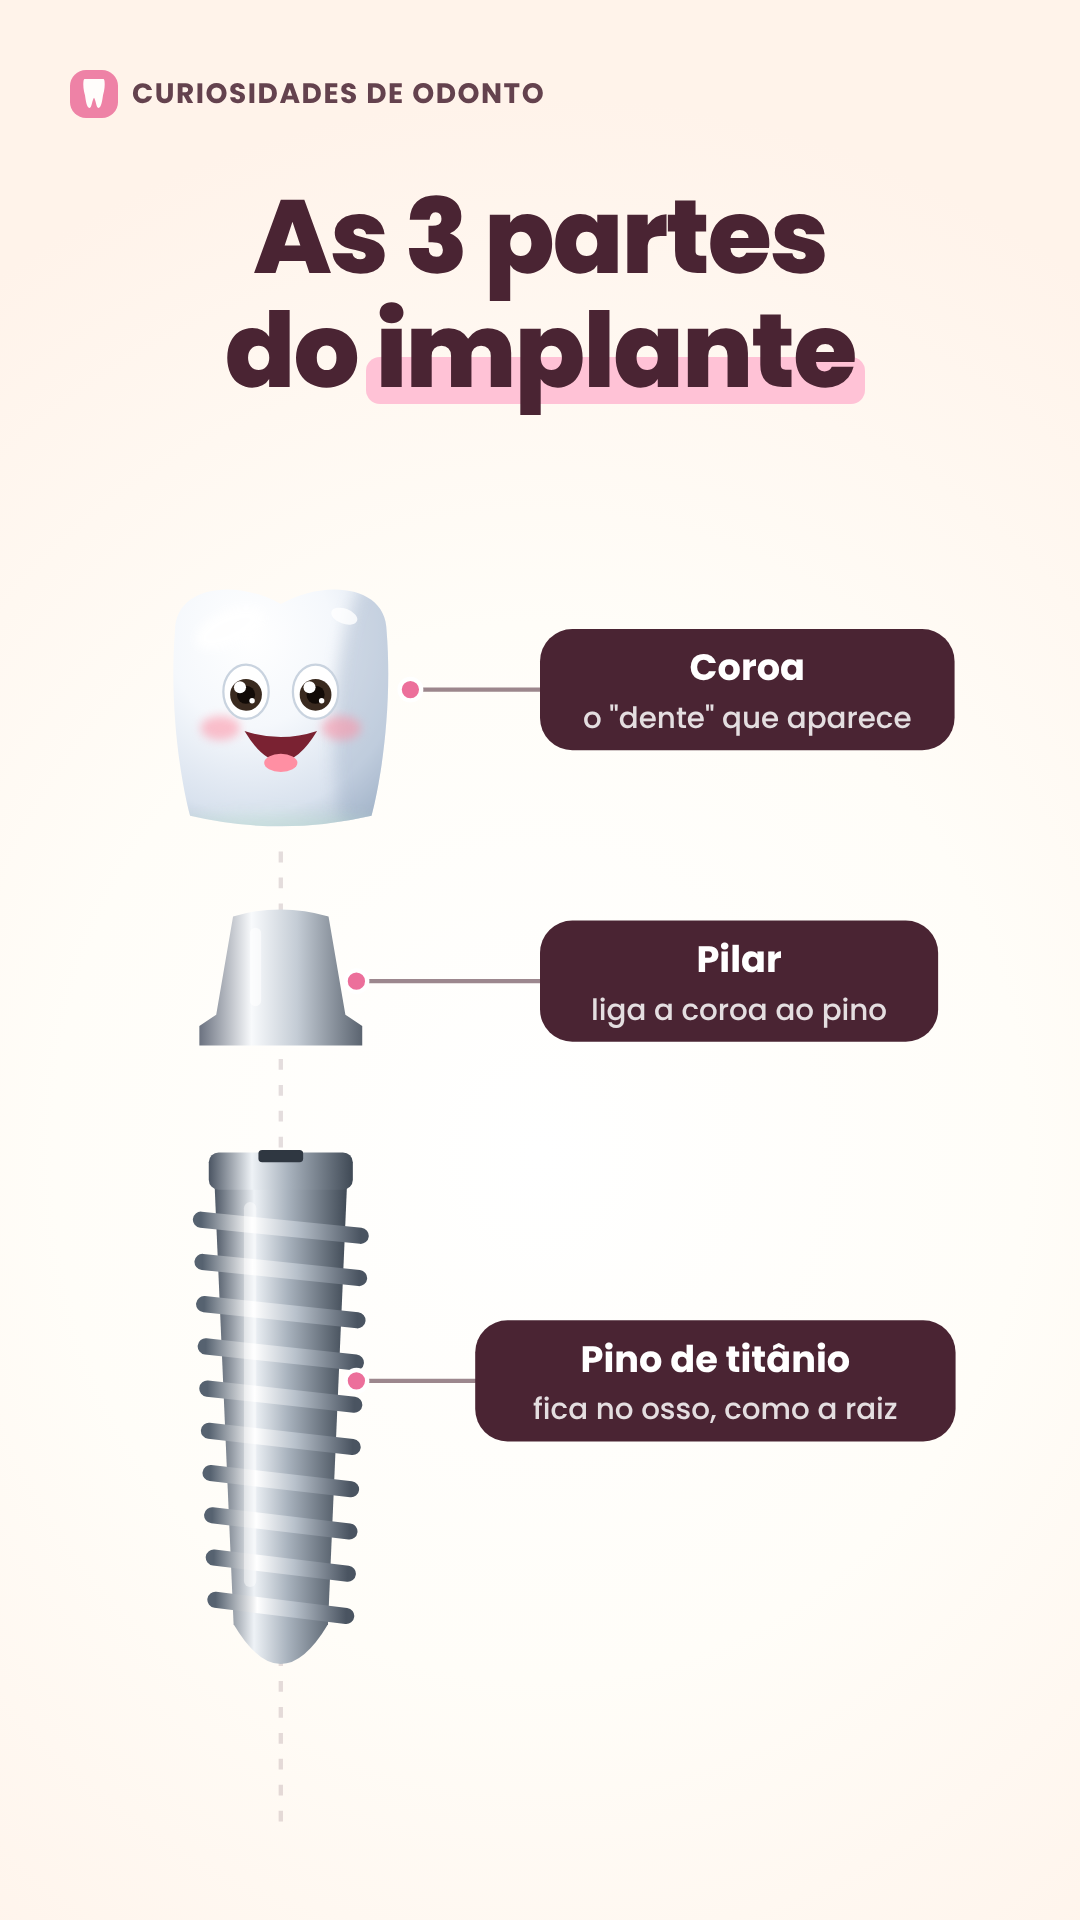 CURIOSIDADES DE ODONTO
As 3 partes
do implante
Coroa
o "dente" que aparece
Pilar
liga a coroa ao pino
Pino de titânio
fica no osso, como a raiz